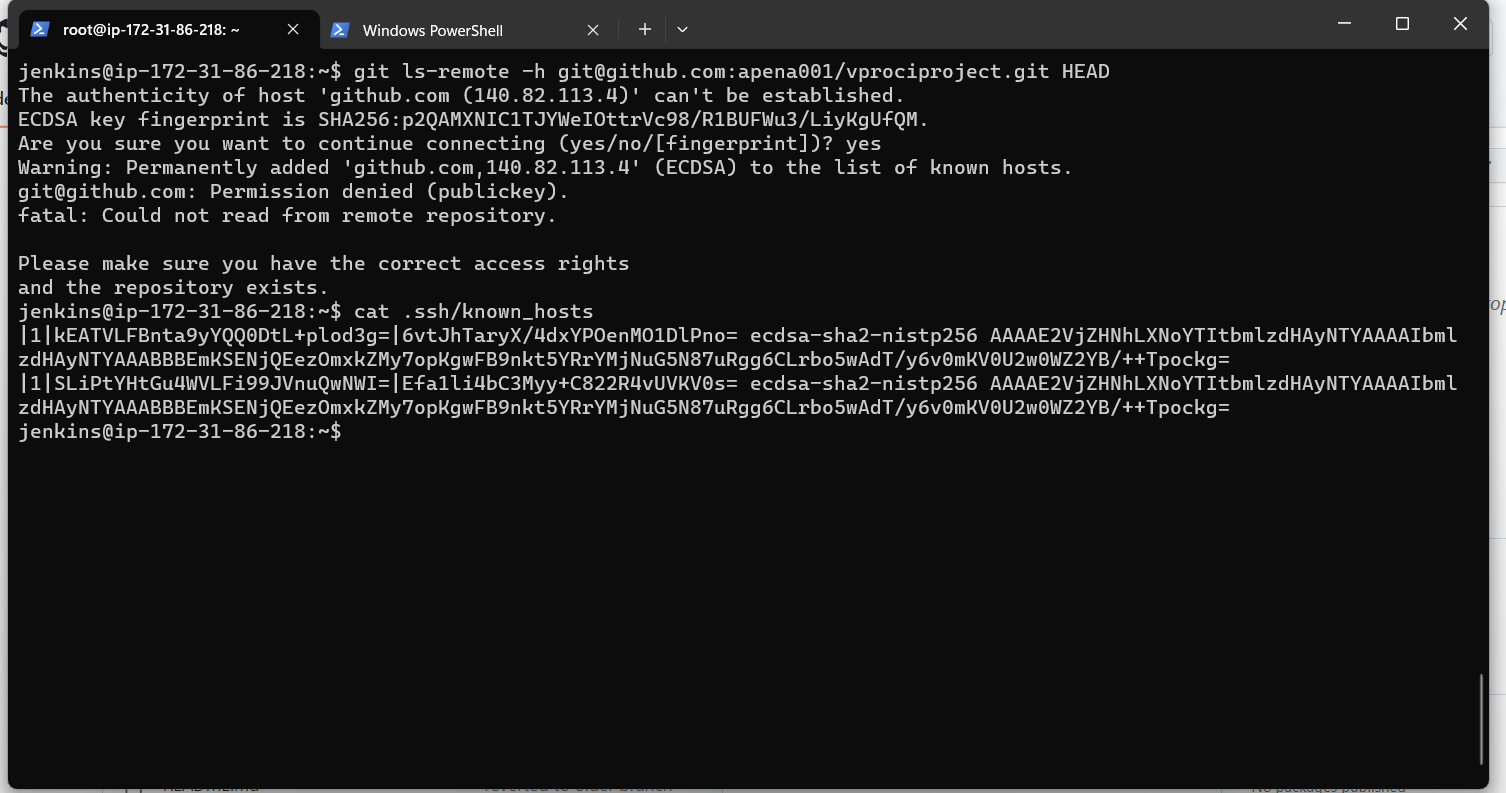 root@ip-172-31-86-218: ~
Windows PowerShell
jenkins@ip-172-31-86-218:~$ git ls-remote -h git@github.com:apena001/vprociproject.git HEAD
The authenticity of host 'github.com (140.82.113.4)' can't be established.
ECDSA key fingerprint is SHA256:p2QAMXNIC1TJYWeIOttrVc98/R1BUFWu3/LiyKgUfQM.
Are you sure you want to continue connecting (yes/no/[fingerprint])? yes
Warning: Permanently added 'github.com,140.82.113.4' (ECDSA) to the list of known hosts.
git@github.com: Permission denied (publickey).
fatal: Could not read from remote repository.
Please make sure you have the correct access rights
and the repository exists.
jenkins@ip-172-31-86-218:~$ cat .ssh/known_hosts
|1|kEATVLFBnta9yYQQ0DtL+plod3g=|6vtJhTaryX/4dxYPOenMO1DlPno= ecdsa-sha2-nistp256 AAAAE2VjZHNhLXNoYTItbmlzdHAyNTYAAAAIbml
zdHAyNTYAAABBBEmKSENjQEezOmxkZMy7opKgwFB9nkt5YRrYMjNuG5N87uRgg6CLrbo5wAdT/y6v0mKV0U2w0WZ2YB/++Tpockg=
|1|SLiPtYHtGu4WVLFi99JVnuQwNWI=|Efa1li4bC3Myy+C822R4vUVKV0s= ecdsa-sha2-nistp256 AAAAE2VjZHNhLXNoYTItbmlzdHAyNTYAAAAIbml
zdHAyNTYAAABBBEmKSENjQEezOmxkZMy7opKgwFB9nkt5YRrYMjNuG5N87uRgg6CLrbo5wAdT/y6v0mKV0U2w0WZ2YB/++Tpockg=
jenkins@ip-172-31-86-218:~$